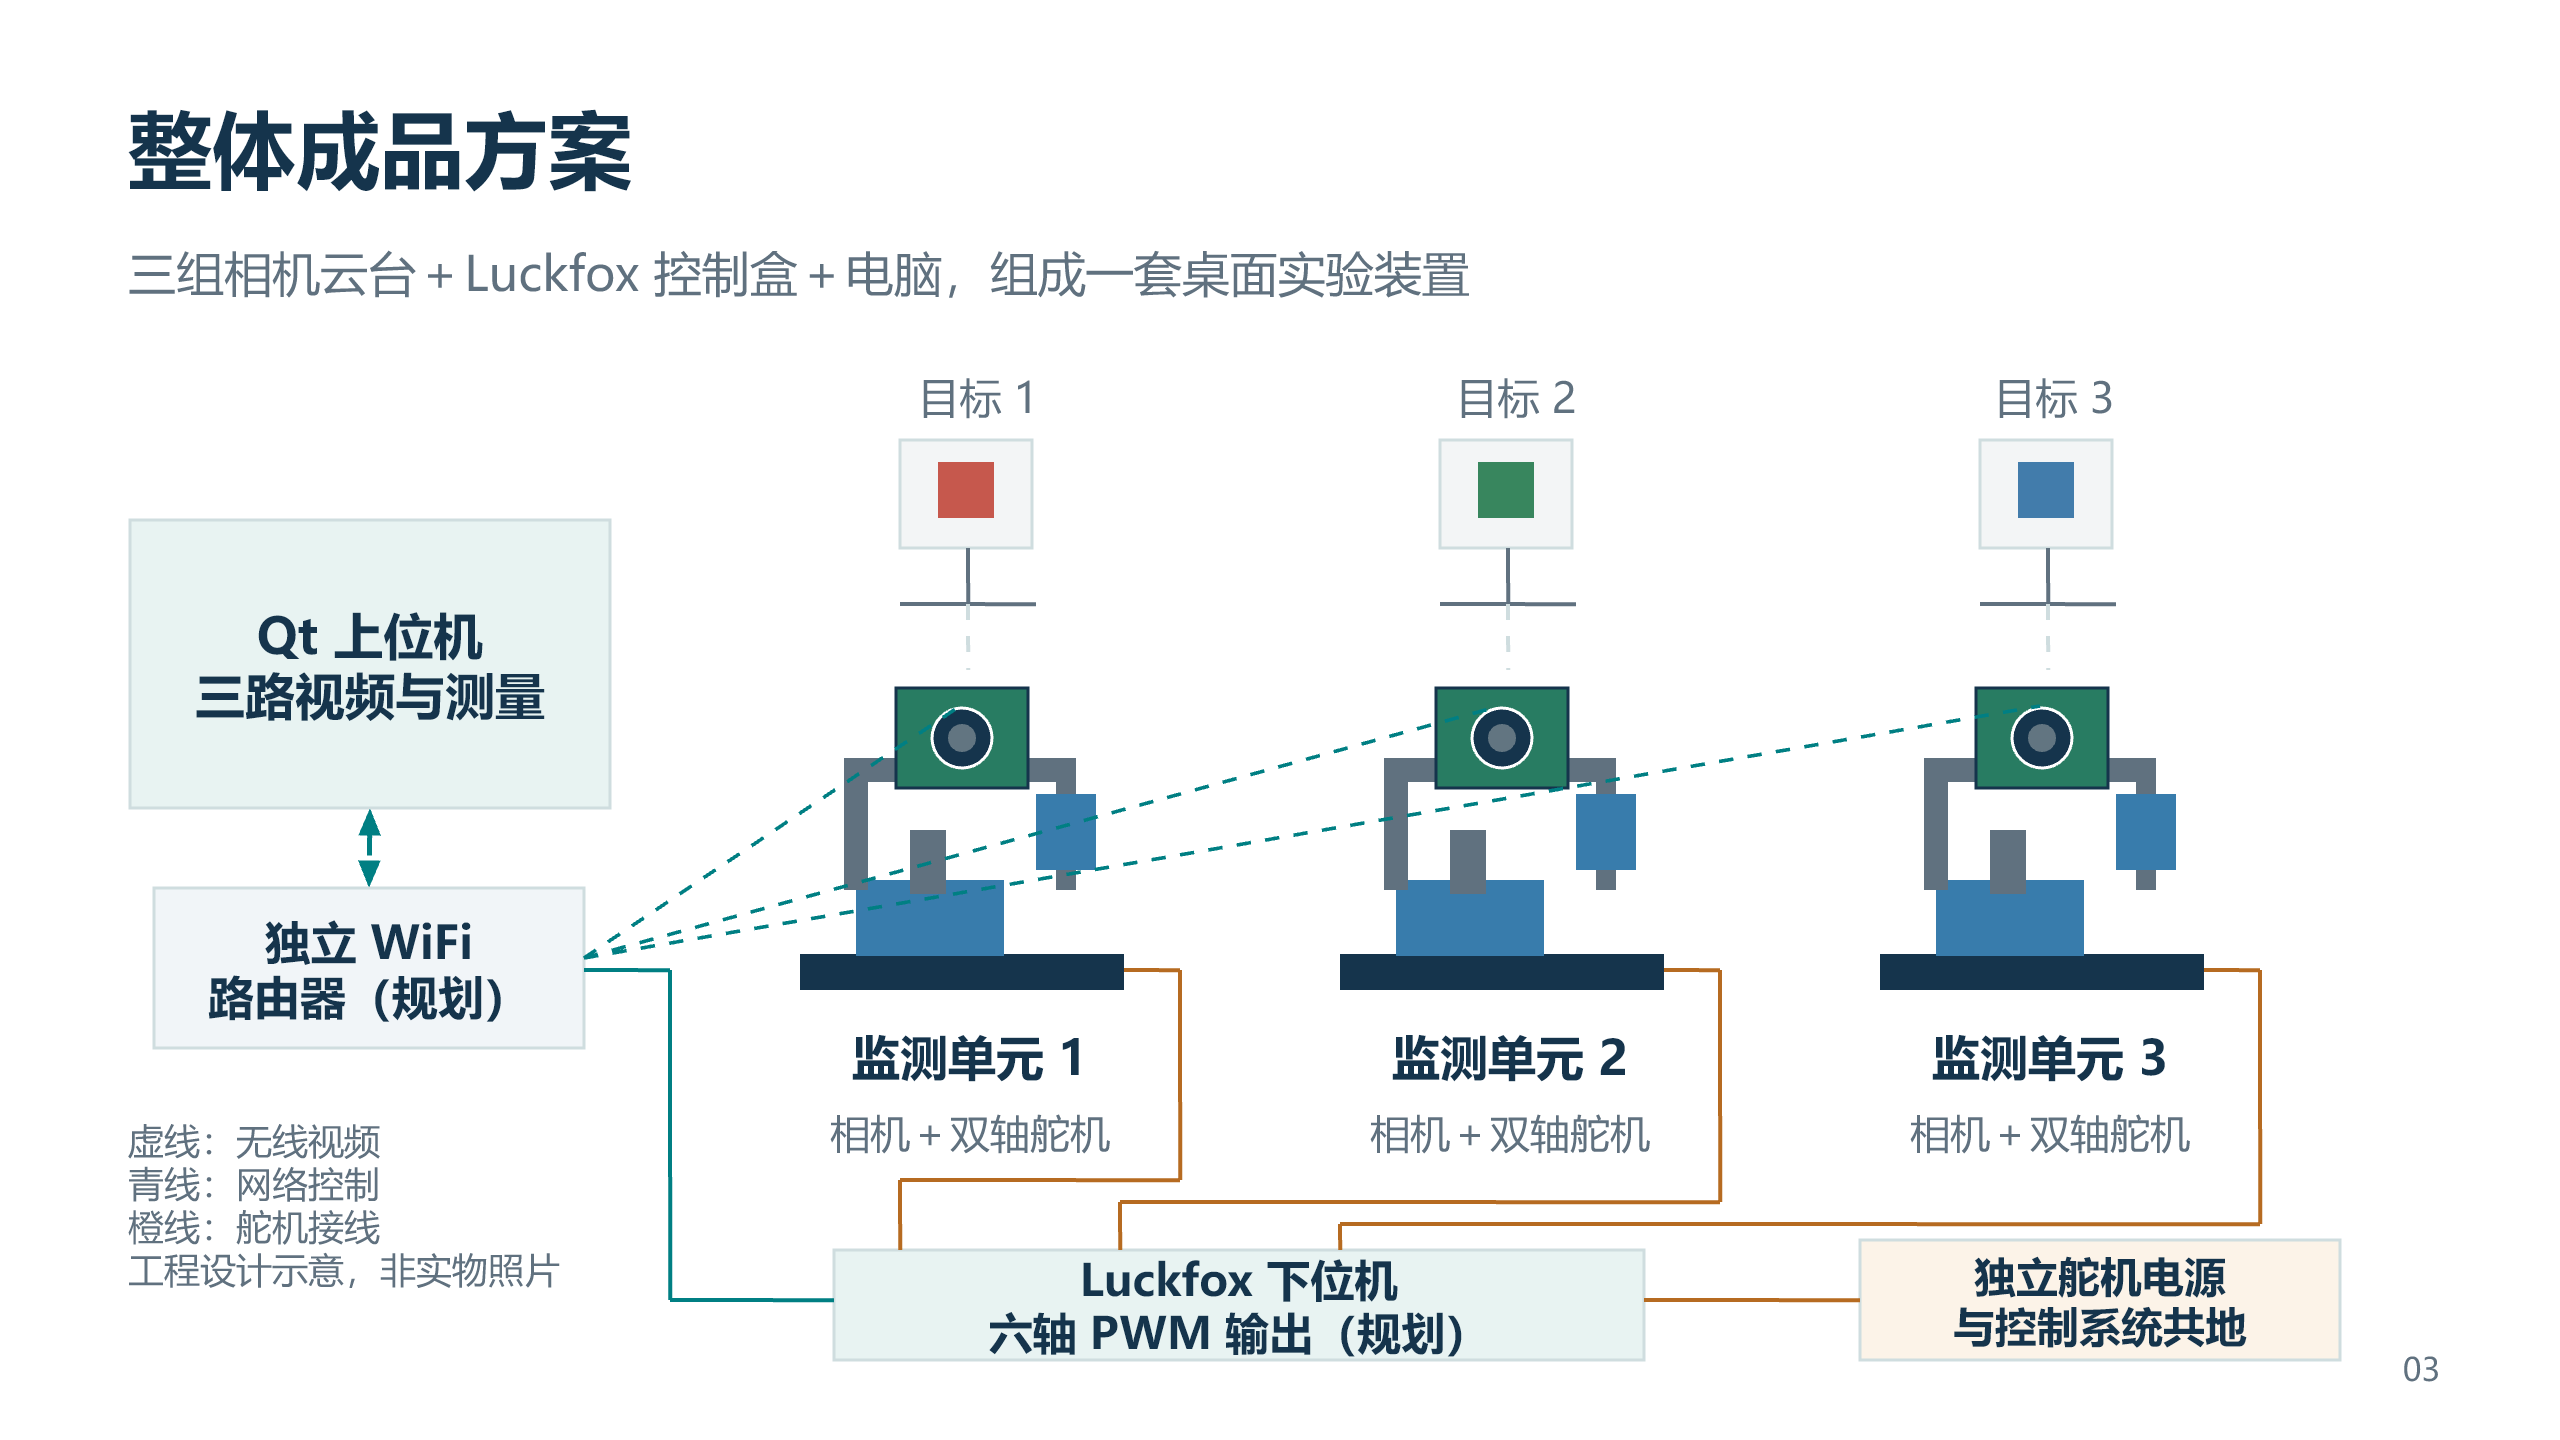 整体成品方案
三组相机云台 + Luckfox 控制盒 + 电脑，组成一套桌面实验装置
目标 1
目标 2
目标 3
Qt 上位机
三路视频与测量
独立 WiFi
路由器（规划）
监测单元 1
相机 + 双轴舵机
监测单元 2
相机 + 双轴舵机
监测单元 3
相机 + 双轴舵机
虚线：无线视频
青线：网络控制
橙线：舵机接线
工程设计示意，非实物照片
Luckfox 下位机
六轴 PWM 输出（规划）
独立舵机电源
与控制系统共地
03